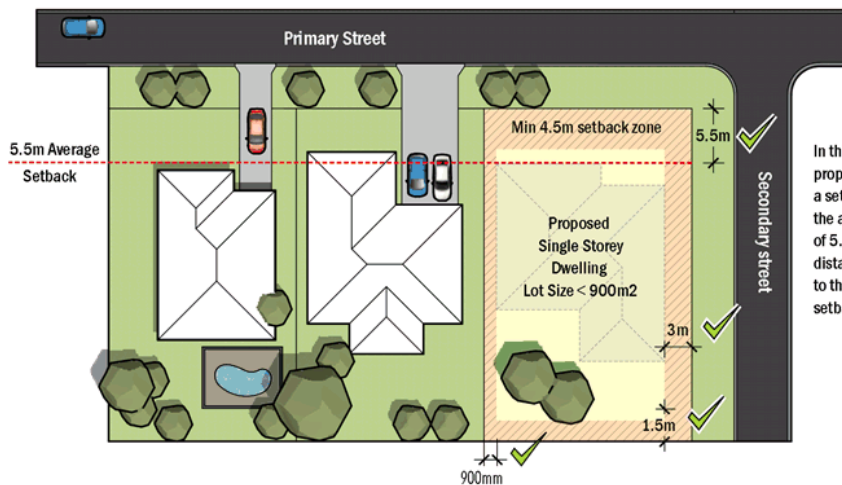 Primary Street
5.5m Average
Setback
Min 4.5m setback zone
5.5m
Proposed
Single Storey
Dwelling
Lot Size < 900m2
Secondary street
3m
1.5m
900mm
In th
prop
a set
the a
of 5.
dista
to th
setb